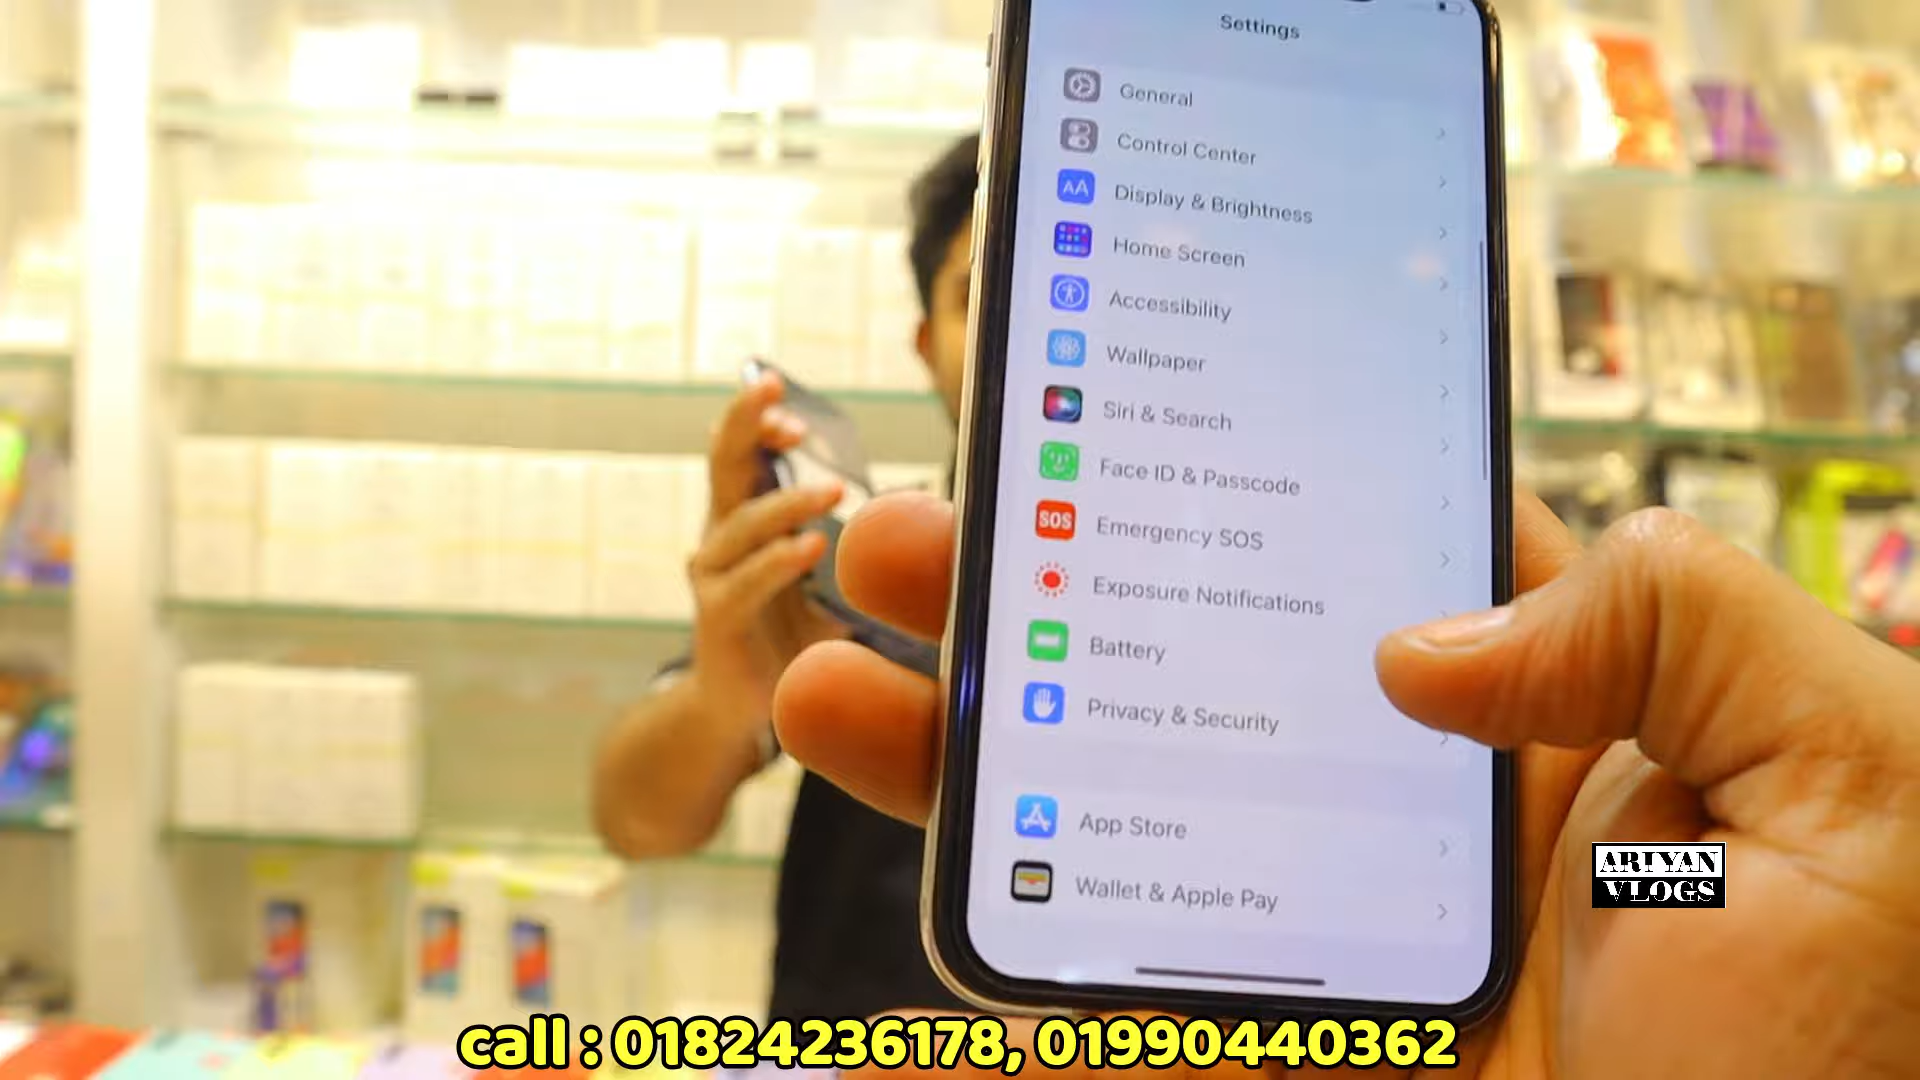 Settings
General
Control Center
AA
Display & Brightness
Home Screen
Accessibility
Wallpaper
Siri & Search
Face ID & Passcode
SOS
Emergency SOS
Exposure Notifications
Battery
Privacy & Security
App Store
Wallet & Apple Pay
ARIYAN
VLOGS
call : 01824236178, 01990440362